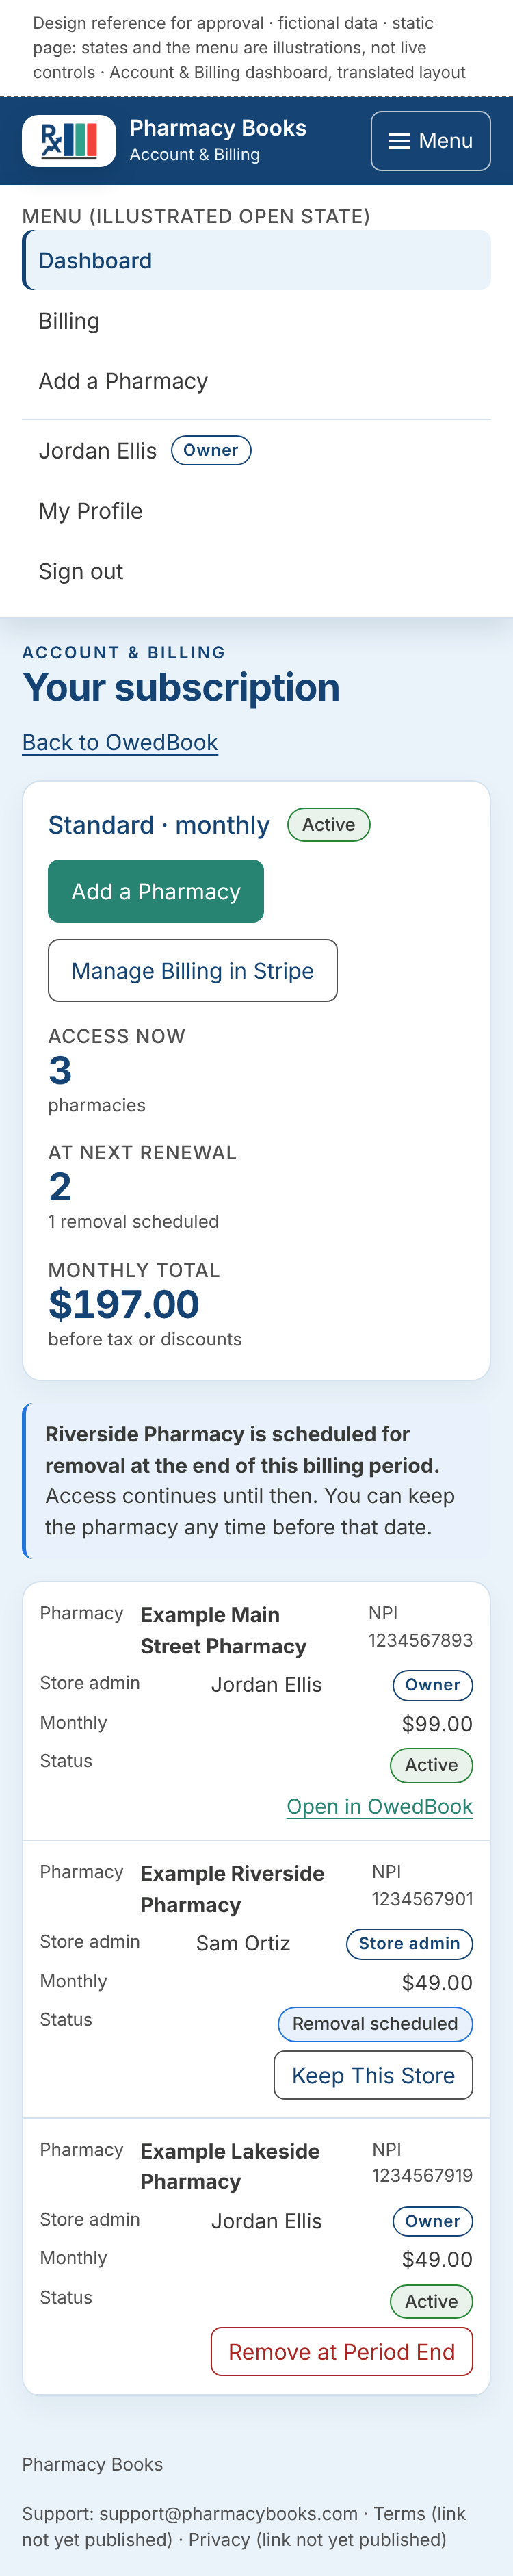 Design reference for approval · fictional data · static
page: states and the menu are illustrations, not live
controls · Account & Billing dashboard, translated layout
Rx
Pharmacy Books
Account & Billing
Menu
MENU (ILLUSTRATED OPEN STATE)
Dashboard
Billing
Add a Pharmacy
Jordan Ellis Owner
My Profile
Sign out
ACCOUNT & BILLING
Your subscription
Back to OwedBook
Standard · monthly Active
Add a Pharmacy
Manage Billing in Stripe
ACCESS NOW
3
pharmacies
AT NEXT RENEWAL
2
1 removal scheduled
MONTHLY TOTAL
$197.00
before tax or discounts
Riverside Pharmacy is scheduled for
removal at the end of this billing period.
Access continues until then. You can keep
the pharmacy any time before that date.
Pharmacy Example Main NPI
Street Pharmacy 1234567893
Store admin Jordan Ellis Owner
Monthly $99.00
Status Active
Open in OwedBook
Pharmacy Example Riverside NPI
Pharmacy 1234567901
Store admin Sam Ortiz Store admin
Monthly $49.00
Status Removal scheduled
Keep This Store
Pharmacy Example Lakeside NPI
Pharmacy 1234567919
Store admin Jordan Ellis Owner
Monthly $49.00
Status Active
Remove at Period End
Pharmacy Books
Support: support@pharmacybooks.com · Terms (link
not yet published) · Privacy (link not yet published)